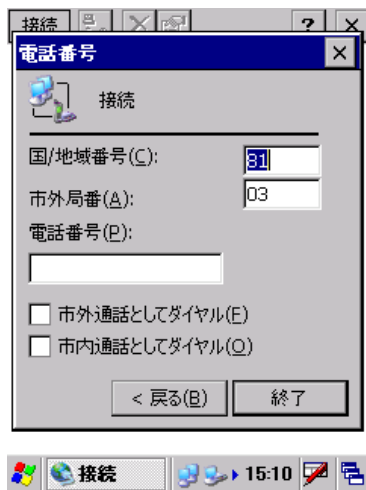 接続 ? ×
電話番号 ×
接続
国/地域番号(C): 81
市外局番(A): 03
電話番号(P):
市外通話としてダイヤル(F)
市内通話としてダイヤル(O)
< 戻る(B) 終了
接続 15:10